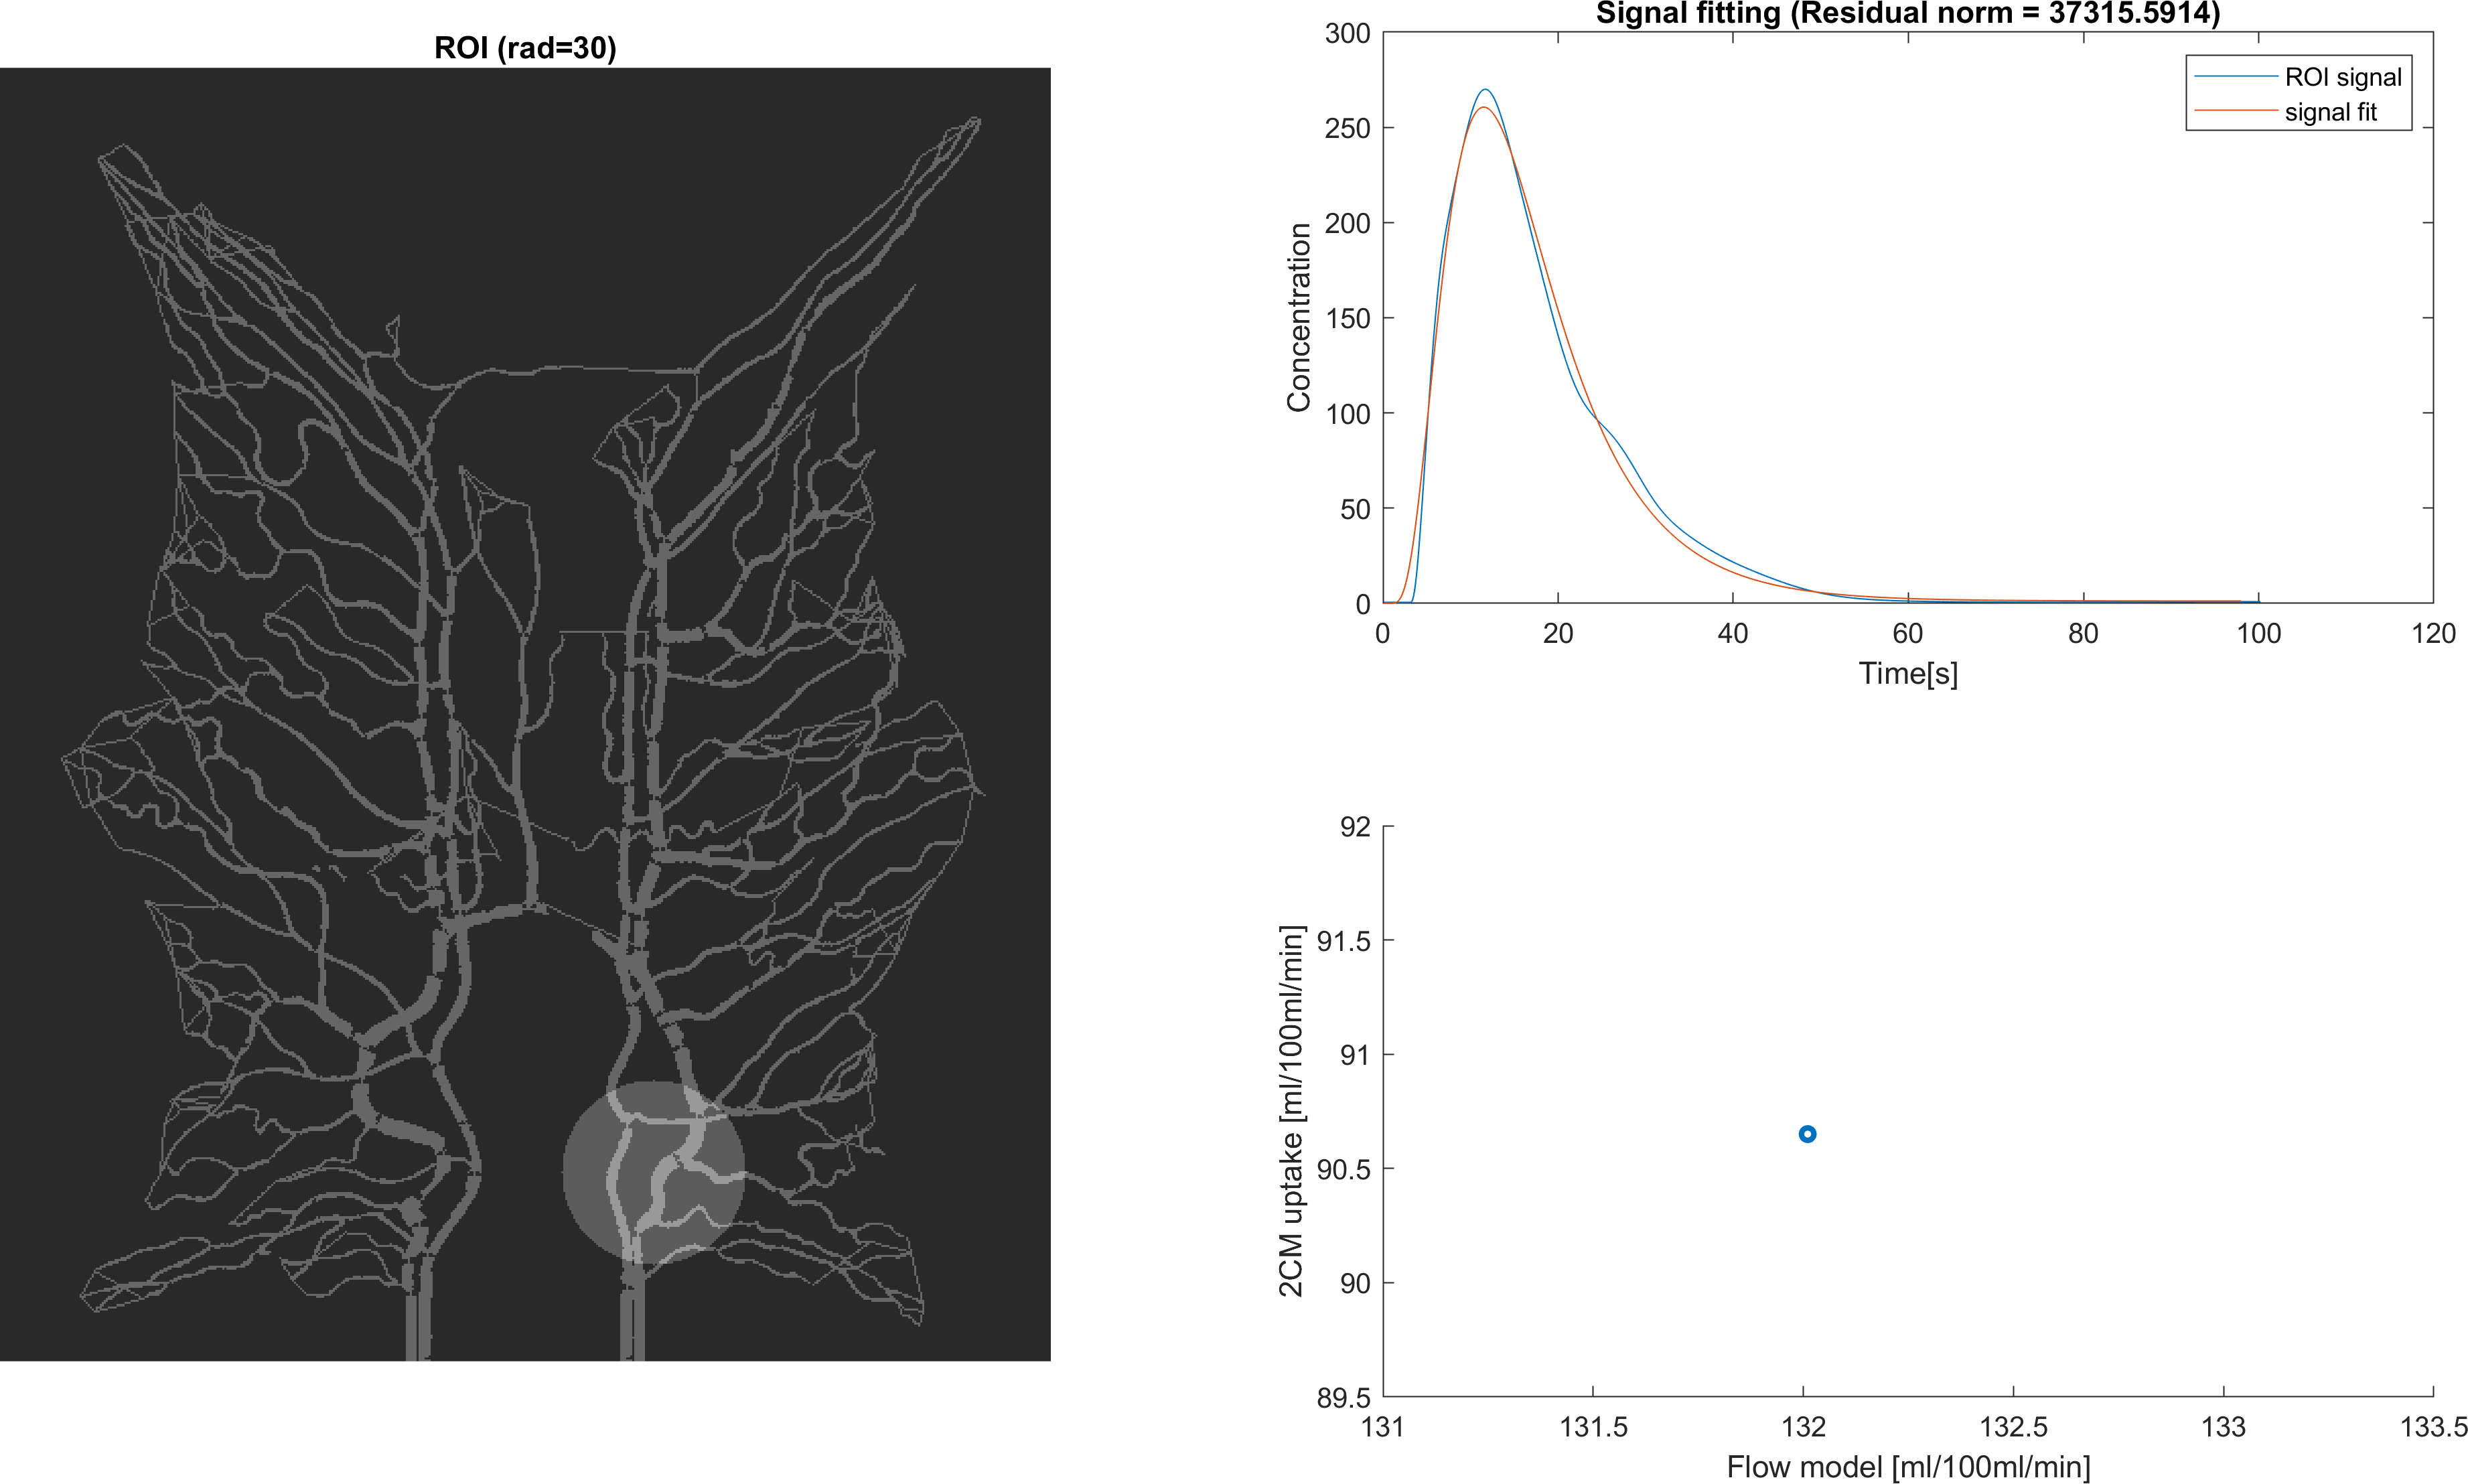 ROI (rad=30)
Signal fitting (Residual norm = 37315.5914)
300
250
200
150
100
50
0
Concentration
ROI signal
signal fit
0 20 40 60 80 100 120
Time[s]
92
91.5
91
90.5
90
89.5
2CM uptake [ml/100ml/min]
131 131.5 132 132.5 133 133.5
Flow model [ml/100ml/min]